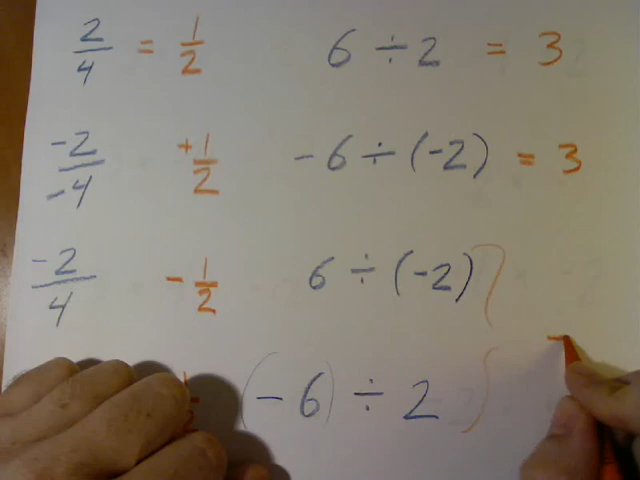 2/4 = 1/2 6 ÷ 2 = 3
-2/-4 +1/2 -6 ÷ (-2) = 3
-2/4 -1/2 6 ÷ (-2) }
(-6) ÷ 2 -